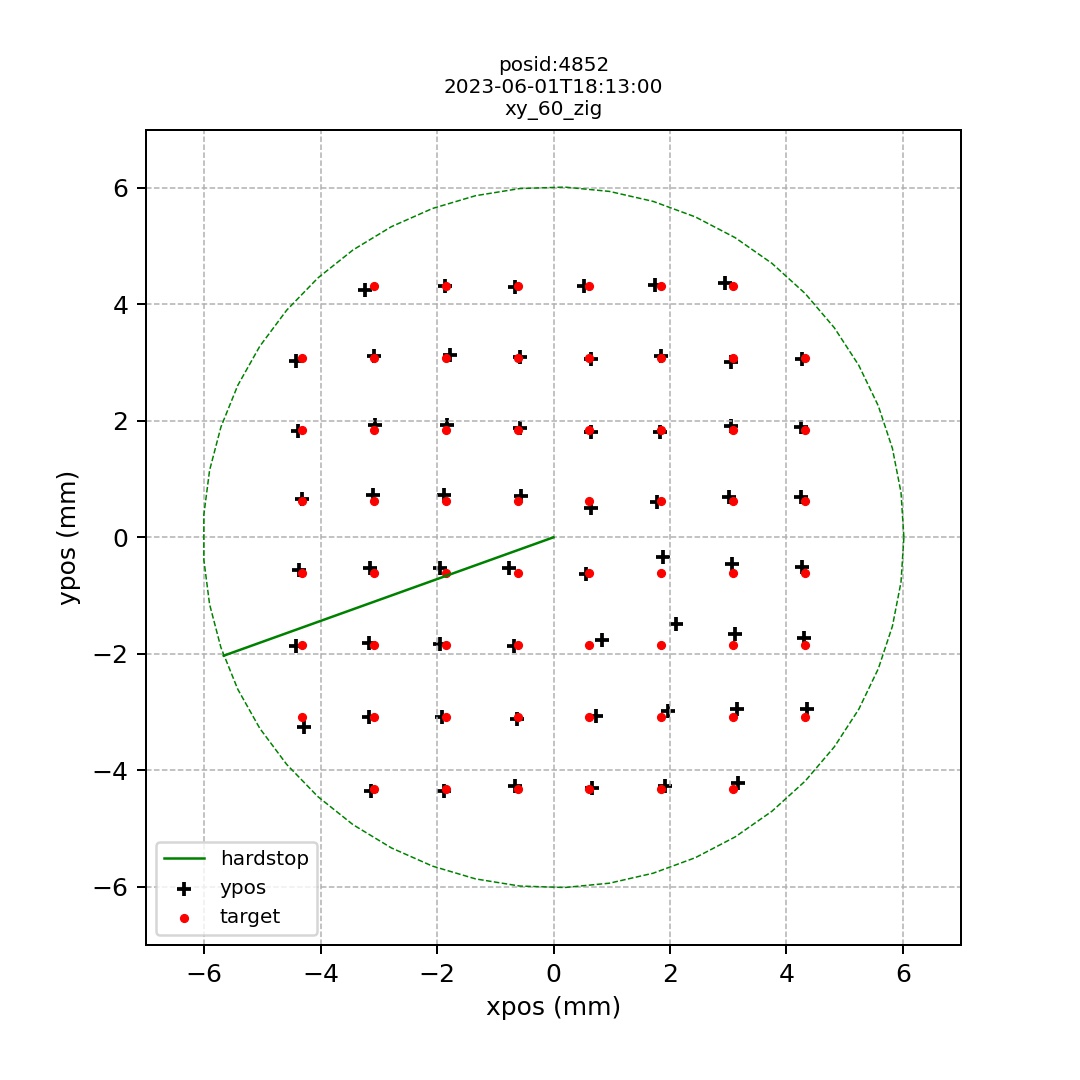 posid:4852
2023-06-01T18:13:00
xy_60_zig
6
4
2
0
−2
−4
−6
ypos (mm)
hardstop
ypos
target
−6 −4 −2 0 2 4 6
xpos (mm)